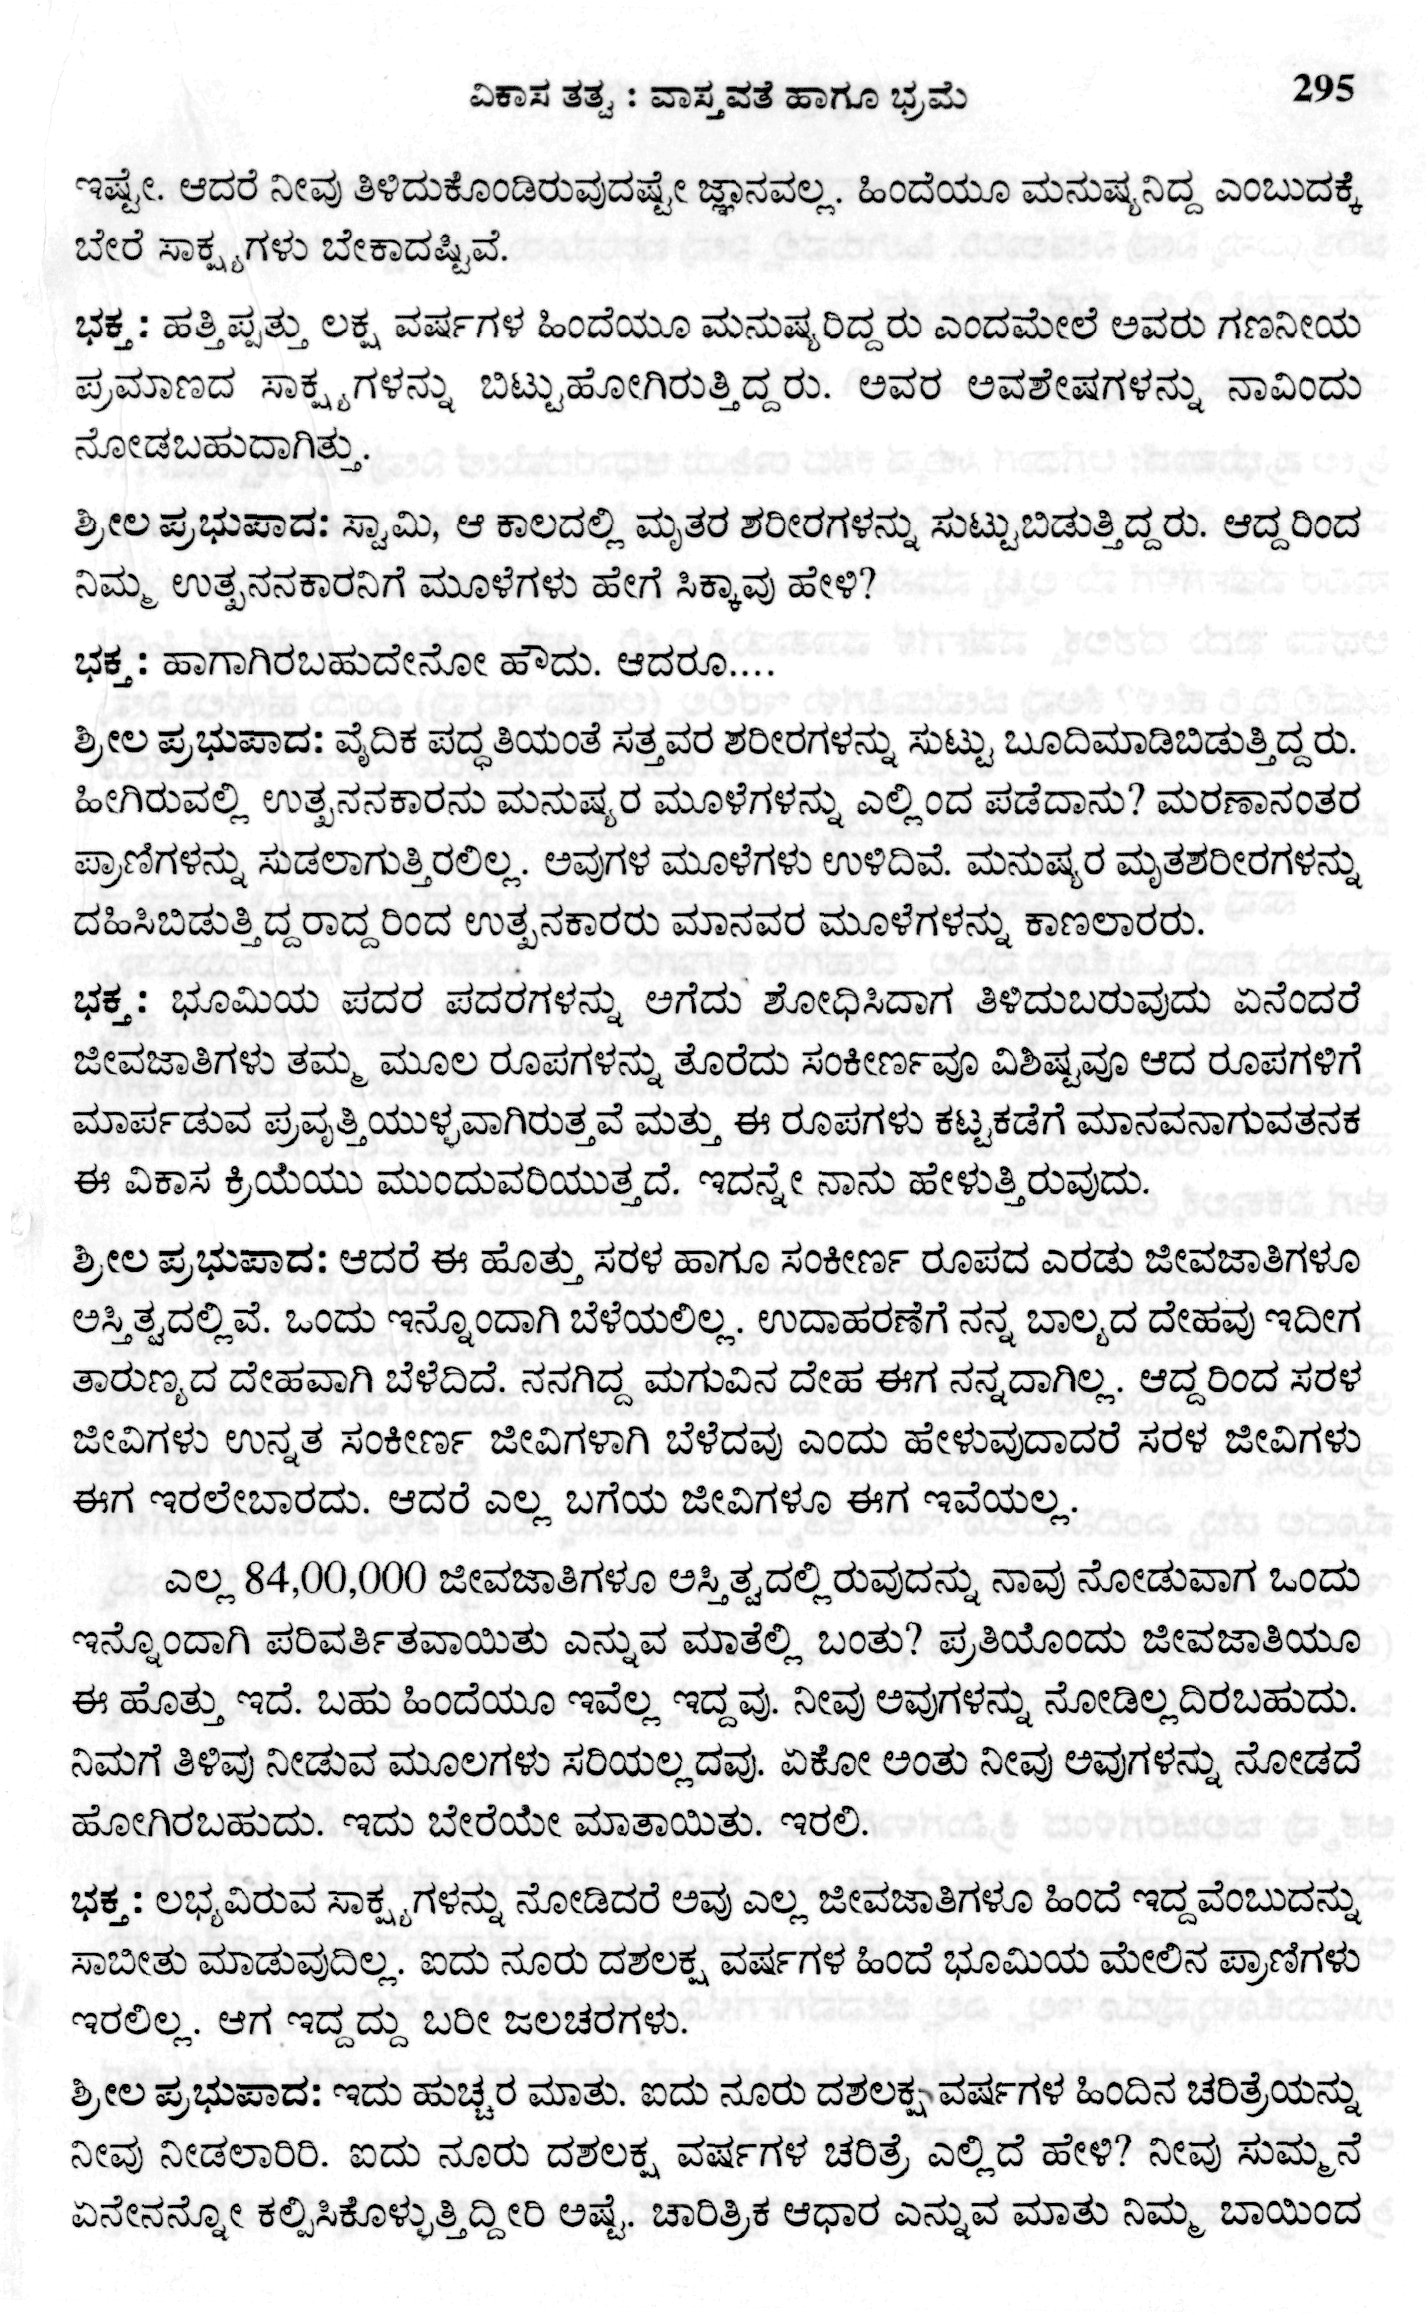 ವಿಕಾಸ ತತ್ವ : ವಾಸ್ತವತೆ ಹಾಗೂ ಭ್ರಮೆ 295
ಇಷ್ಟೇ. ಆದರೆ ನೀವು ತಿಳಿದುಕೊಂಡಿರುವುದಷ್ಟೇ ಜ್ಞಾನವಲ್ಲ. ಹಿಂದೆಯೂ ಮನುಷ್ಯನಿದ್ದ ಎಂಬುದಕ್ಕೆ
ಬೇರೆ ಸಾಕ್ಷ್ಯಗಳು ಬೇಕಾದಷ್ಟಿವೆ.
ಭಕ್ತ: ಹತ್ತಿಪ್ಪತ್ತು ಲಕ್ಷ ವರ್ಷಗಳ ಹಿಂದೆಯೂ ಮನುಷ್ಯರಿದ್ದರು ಎಂದಮೇಲೆ ಅವರು ಗಣನೀಯ
ಪ್ರಮಾಣದ ಸಾಕ್ಷ್ಯಗಳನ್ನು ಬಿಟ್ಟುಹೋಗಿರುತ್ತಿದ್ದರು. ಅವರ ಅವಶೇಷಗಳನ್ನು ನಾವಿಂದು
ನೋಡಬಹುದಾಗಿತ್ತು.
ಶ್ರೀಲ ಪ್ರಭುಪಾದ: ಸ್ವಾಮಿ, ಆ ಕಾಲದಲ್ಲಿ ಮೃತರ ಶರೀರಗಳನ್ನು ಸುಟ್ಟುಬಿಡುತ್ತಿದ್ದರು. ಆದ್ದರಿಂದ
ನಿಮ್ಮ ಉತ್ಖನನಕಾರನಿಗೆ ಮೂಳೆಗಳು ಹೇಗೆ ಸಿಕ್ಕಾವು ಹೇಳಿ?
ಭಕ್ತ: ಹಾಗಾಗಿರಬಹುದೇನೋ ಹೌದು. ಆದರೂ....
ಶ್ರೀಲ ಪ್ರಭುಪಾದ: ವೈದಿಕ ಪದ್ಧತಿಯಂತೆ ಸತ್ತವರ ಶರೀರಗಳನ್ನು ಸುಟ್ಟು ಬೂದಿಮಾಡಿಬಿಡುತ್ತಿದ್ದರು.
ಹೀಗಿರುವಲ್ಲಿ ಉತ್ಖನನಕಾರನು ಮನುಷ್ಯರ ಮೂಳೆಗಳನ್ನು ಎಲ್ಲಿಂದ ಪಡೆದಾನು? ಮರಣಾನಂತರ
ಪ್ರಾಣಿಗಳನ್ನು ಸುಡಲಾಗುತ್ತಿರಲಿಲ್ಲ. ಅವುಗಳ ಮೂಳೆಗಳು ಉಳಿದಿವೆ. ಮನುಷ್ಯರ ಮೃತಶರೀರಗಳನ್ನು
ದಹಿಸಿಬಿಡುತ್ತಿದ್ದರಾದ್ದರಿಂದ ಉತ್ಖನಕಾರರು ಮಾನವರ ಮೂಳೆಗಳನ್ನು ಕಾಣಲಾರರು.
ಭಕ್ತ: ಭೂಮಿಯ ಪದರ ಪದರಗಳನ್ನು ಅಗೆದು ಶೋಧಿಸಿದಾಗ ತಿಳಿದುಬರುವುದು ಏನೆಂದರೆ
ಜೀವಜಾತಿಗಳು ತಮ್ಮ ಮೂಲ ರೂಪಗಳನ್ನು ತೊರೆದು ಸಂಕೀರ್ಣವೂ ವಿಶಿಷ್ಟವೂ ಆದ ರೂಪಗಳಿಗೆ
ಮಾರ್ಪಡುವ ಪ್ರವೃತ್ತಿಯುಳ್ಳವಾಗಿರುತ್ತವೆ ಮತ್ತು ಈ ರೂಪಗಳು ಕಟ್ಟಕಡೆಗೆ ಮಾನವನಾಗುವತನಕ
ಈ ವಿಕಾಸ ಕ್ರಿಯೆಯು ಮುಂದುವರಿಯುತ್ತದೆ. ಇದನ್ನೇ ನಾನು ಹೇಳುತ್ತಿರುವುದು.
ಶ್ರೀಲ ಪ್ರಭುಪಾದ: ಆದರೆ ಈ ಹೊತ್ತು ಸರಳ ಹಾಗೂ ಸಂಕೀರ್ಣ ರೂಪದ ಎರಡು ಜೀವಜಾತಿಗಳೂ
ಅಸ್ತಿತ್ವದಲ್ಲಿವೆ. ಒಂದು ಇನ್ನೊಂದಾಗಿ ಬೆಳೆಯಲಿಲ್ಲ. ಉದಾಹರಣೆಗೆ ನನ್ನ ಬಾಲ್ಯದ ದೇಹವು ಇದೀಗ
ತಾರುಣ್ಯದ ದೇಹವಾಗಿ ಬೆಳೆದಿದೆ. ನನಗಿದ್ದ ಮಗುವಿನ ದೇಹ ಈಗ ನನ್ನದಾಗಿಲ್ಲ. ಆದ್ದರಿಂದ ಸರಳ
ಜೀವಿಗಳು ಉನ್ನತ ಸಂಕೀರ್ಣ ಜೀವಿಗಳಾಗಿ ಬೆಳೆದವು ಎಂದು ಹೇಳುವುದಾದರೆ ಸರಳ ಜೀವಿಗಳು
ಈಗ ಇರಲೇಬಾರದು. ಆದರೆ ಎಲ್ಲ ಬಗೆಯ ಜೀವಿಗಳೂ ಈಗ ಇವೆಯಲ್ಲ.
ಎಲ್ಲ 84,00,000 ಜೀವಜಾತಿಗಳೂ ಅಸ್ತಿತ್ವದಲ್ಲಿರುವುದನ್ನು ನಾವು ನೋಡುವಾಗ ಒಂದು
ಇನ್ನೊಂದಾಗಿ ಪರಿವರ್ತಿತವಾಯಿತು ಎನ್ನುವ ಮಾತೆಲ್ಲಿ ಬಂತು? ಪ್ರತಿಯೊಂದು ಜೀವಜಾತಿಯೂ
ಈ ಹೊತ್ತು ಇದೆ. ಬಹು ಹಿಂದೆಯೂ ಇವೆಲ್ಲ ಇದ್ದವು. ನೀವು ಅವುಗಳನ್ನು ನೋಡಿಲ್ಲದಿರಬಹುದು.
ನಿಮಗೆ ತಿಳಿವು ನೀಡುವ ಮೂಲಗಳು ಸರಿಯಲ್ಲದವು. ಏಕೋ ಅಂತು ನೀವು ಅವುಗಳನ್ನು ನೋಡದೆ
ಹೋಗಿರಬಹುದು. ಇದು ಬೇರೆಯೇ ಮಾತಾಯಿತು. ಇರಲಿ.
ಭಕ್ತ: ಲಭ್ಯವಿರುವ ಸಾಕ್ಷ್ಯಗಳನ್ನು ನೋಡಿದರೆ ಅವು ಎಲ್ಲ ಜೀವಜಾತಿಗಳೂ ಹಿಂದೆ ಇದ್ದವೆಂಬುದನ್ನು
ಸಾಬೀತು ಮಾಡುವುದಿಲ್ಲ. ಐದು ನೂರು ದಶಲಕ್ಷ ವರ್ಷಗಳ ಹಿಂದೆ ಭೂಮಿಯ ಮೇಲಿನ ಪ್ರಾಣಿಗಳು
ಇರಲಿಲ್ಲ. ಆಗ ಇದ್ದದ್ದು ಬರೀ ಜಲಚರಗಳು.
ಶ್ರೀಲ ಪ್ರಭುಪಾದ: ಇದು ಹುಚ್ಚರ ಮಾತು. ಐದು ನೂರು ದಶಲಕ್ಷ ವರ್ಷಗಳ ಹಿಂದಿನ ಚರಿತ್ರೆಯನ್ನು
ನೀವು ನೀಡಲಾರಿರಿ. ಐದು ನೂರು ದಶಲಕ್ಷ ವರ್ಷಗಳ ಚರಿತ್ರೆ ಎಲ್ಲಿದೆ ಹೇಳಿ? ನೀವು ಸುಮ್ಮನೆ
ಏನೇನನ್ನೋ ಕಲ್ಪಿಸಿಕೊಳ್ಳುತ್ತಿದ್ದೀರಿ ಅಷ್ಟೆ. ಚಾರಿತ್ರಿಕ ಆಧಾರ ಎನ್ನುವ ಮಾತು ನಿಮ್ಮ ಬಾಯಿಂದ